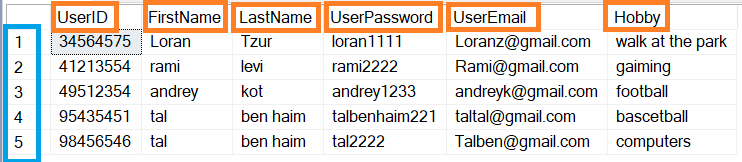 UserID FirstName LastName UserPassword UserEmail Hobby
1 34564575 Loran Tzur loran1111 Loranz@gmail.com walk at the park
2 41213554 rami levi rami2222 Rami@gmail.com gaiming
3 49512354 andrey kot andrey1233 andreyk@gmail.com football
4 95435451 tal ben haim talbenhaim221 taltal@gmail.com bascetball
5 98456546 tal ben haim tal2222 Talben@gmail.com computers